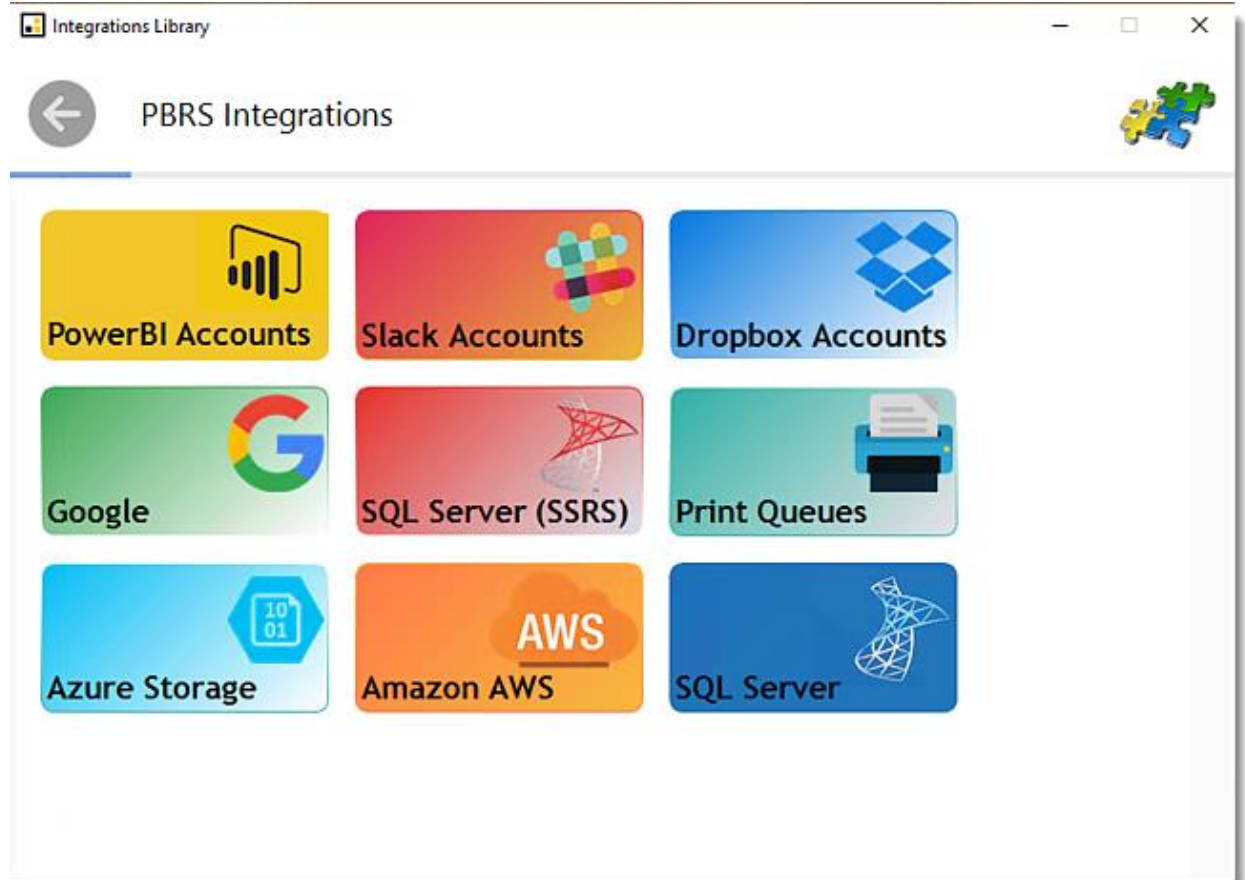 Integrations Library
PBRS Integrations
PowerBI Accounts
Slack Accounts
Dropbox Accounts
Google
SQL Server (SSRS)
Print Queues
10
01
Azure Storage
AWS
Amazon AWS
SQL Server